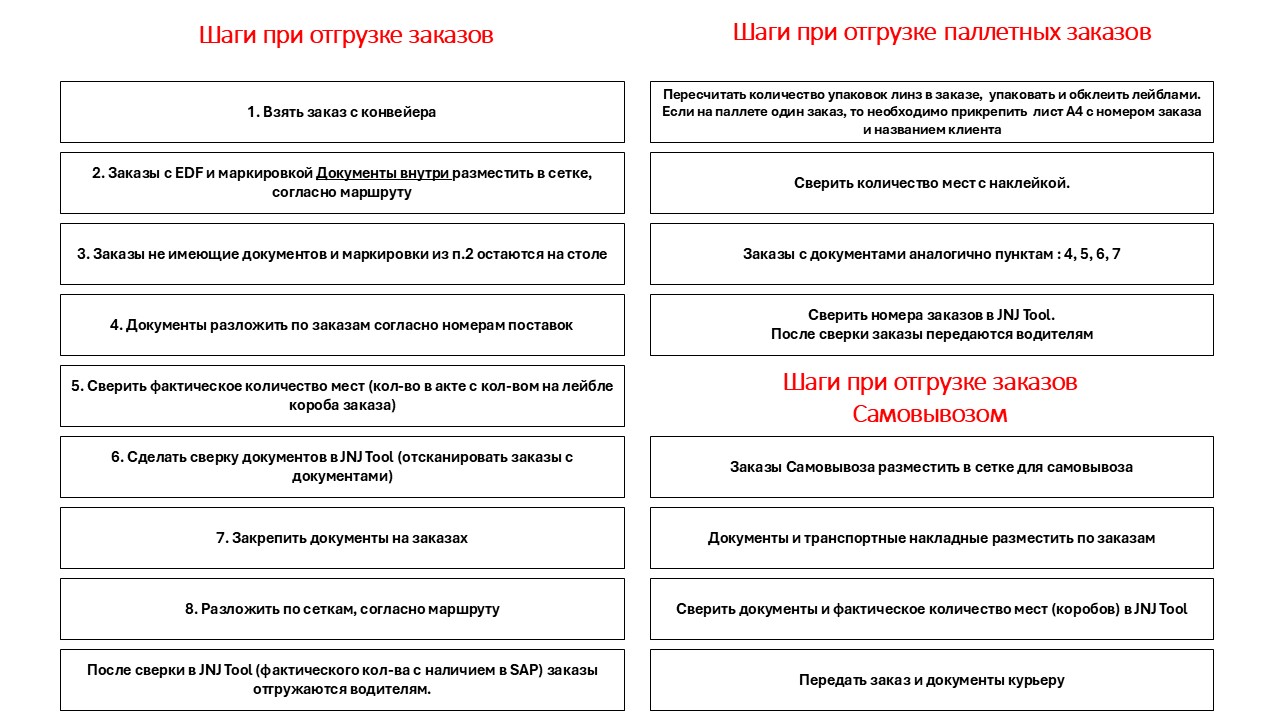 Шаги при отгрузке заказов
1. Взять заказ с конвейера
2. Заказы с EDF и маркировкой Документы внутри разместить в сетке,
согласно маршруту
3. Заказы не имеющие документов и маркировки из п.2 остаются на столе
4. Документы разложить по заказам согласно номерам поставок
5. Сверить фактическое количество мест (кол-во в акте с кол-вом на лейбле
короба заказа)
6. Сделать сверку документов в JNJ Tool (отсканировать заказы с
документами)
7. Закрепить документы на заказах
8. Разложить по сеткам, согласно маршруту
После сверки в JNJ Tool (фактического кол-ва с наличием в SAP) заказы
отгружаются водителям.
Шаги при отгрузке паллетных заказов
Пересчитать количество упаковок линз в заказе, упаковать и обклеить лейблами.
Если на паллете один заказ, то необходимо прикрепить лист А4 с номером заказа
и названием клиента
Сверить количество мест с наклейкой.
Заказы с документами аналогично пунктам : 4, 5, 6, 7
Сверить номера заказов в JNJ Tool.
После сверки заказы передаются водителям
Шаги при отгрузке заказов
Самовывозом
Заказы Самовывоза разместить в сетке для самовывоза
Документы и транспортные накладные разместить по заказам
Сверить документы и фактическое количество мест (коробов) в JNJ Tool
Передать заказ и документы курьеру